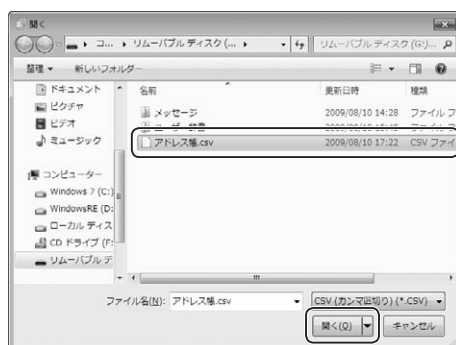 開く
コ... リムーバブル ディスク (...
リムーバブル ディスク (G:)...
整理 新しいフォルダー
ドキュメント
ピクチャ
ビデオ
ミュージック
コンピューター
Windows 7 (C:)
WindowsRE (D:
ローカル ディス
CD ドライブ (F:
リムーバブル デ
名前 更新日時 種類
メッセージ 2009/08/10 14:28 ファイル フ
アドレス帳.csv 2009/08/10 17:22 CSV ファイ
ファイル名(N): アドレス帳.csv CSV (カンマ区切り) (*.CSV)
開く(O) キャンセル